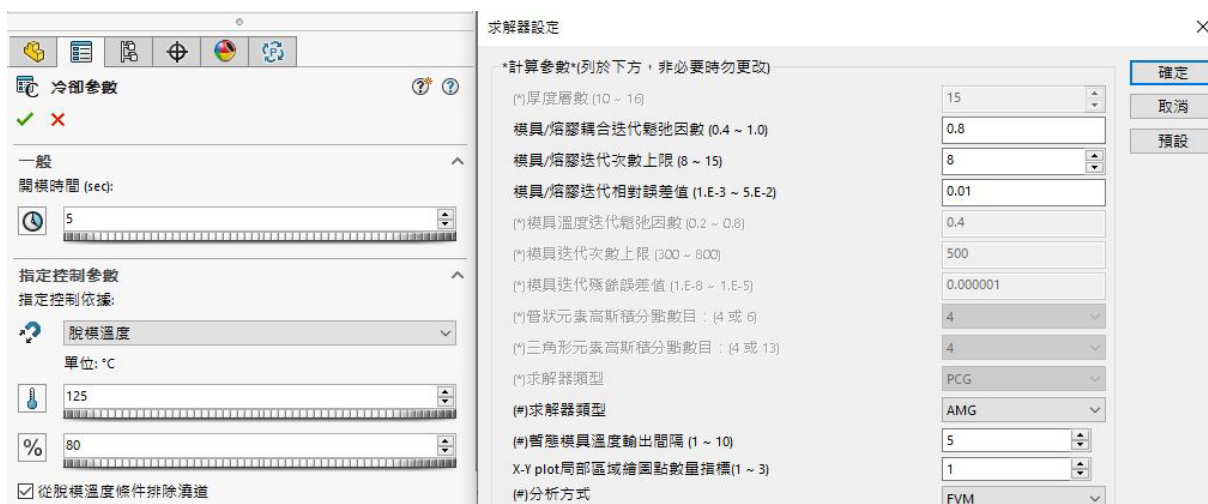 冷卻參數
一般
開模時間 (sec):
5
指定控制參數
指定控制依據:
脫模溫度
單位: °C
125
%
80
從脫模溫度條件排除澆道
求解器設定
*計算參數*(列於下方，非必要時勿更改)
(*)厚度層數 (10 ~ 16)
15
模具/熔膠耦合迭代鬆弛因數 (0.4 ~ 1.0)
0.8
模具/熔膠迭代次數上限 (8 ~ 15)
8
模具/熔膠迭代相對誤差值 (1.E-3 ~ 5.E-2)
0.01
(*)模具溫度迭代鬆弛因數 (0.2 ~ 0.8)
0.4
(*)模具迭代次數上限 (300 ~ 800)
500
(*)模具迭代殘餘誤差值 (1.E-8 ~ 1.E-5)
0.000001
(*)管狀元素高斯積分點數目：(4 或 6)
4
(*)三角形元素高斯積分點數目：(4 或 13)
4
(*)求解器類型
PCG
(#)求解器類型
AMG
(#)暫態模具溫度輸出間隔 (1 ~ 10)
5
X-Y plot局部區域繪圖點數量指標(1 ~ 3)
1
(#)分析方式
FVM
確定
取消
預設